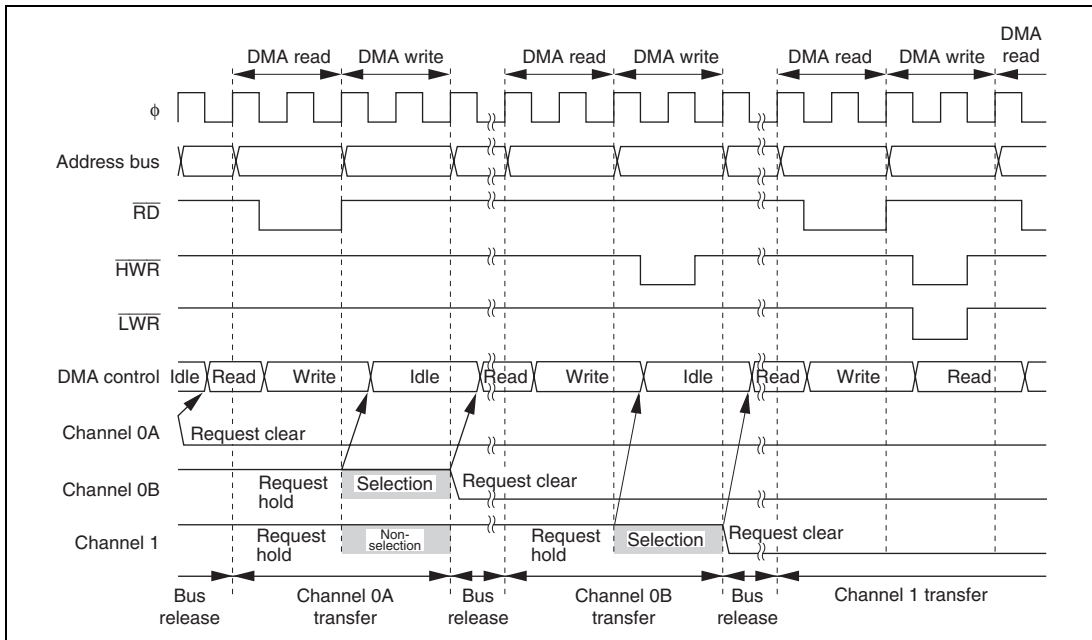 DMA read
DMA write
DMA read
DMA write
DMA read
DMA write
DMA
read
φ
Address bus
RD
HWR
LWR
DMA control
Idle
Read
Write
Idle
Read
Write
Idle
Read
Write
Read
Channel 0A
Request clear
Channel 0B
Request
hold
Selection
Request clear
Channel 1
Request
hold
Non-
selection
Request
hold
Selection
Request clear
Bus
release
Channel 0A
transfer
Bus
release
Channel 0B
transfer
Bus
release
Channel 1 transfer